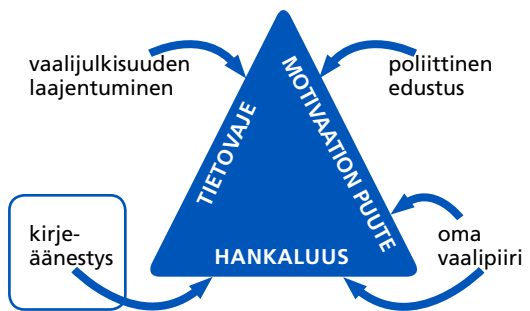 vaalijulkisuuden
laajentuminen
poliittinen
edustus
TIETOVAJE
MOTIVAATION PUUTE
HANKALUUS
kirje-
äänestys
oma
vaalipiiri